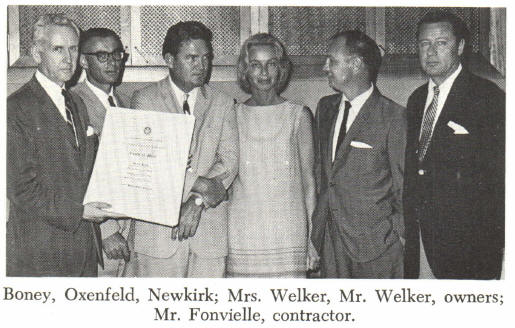 Boney, Oxenfeld, Newkirk; Mrs. Welker, Mr. Welker, owners;
Mr. Fonvielle, contractor.